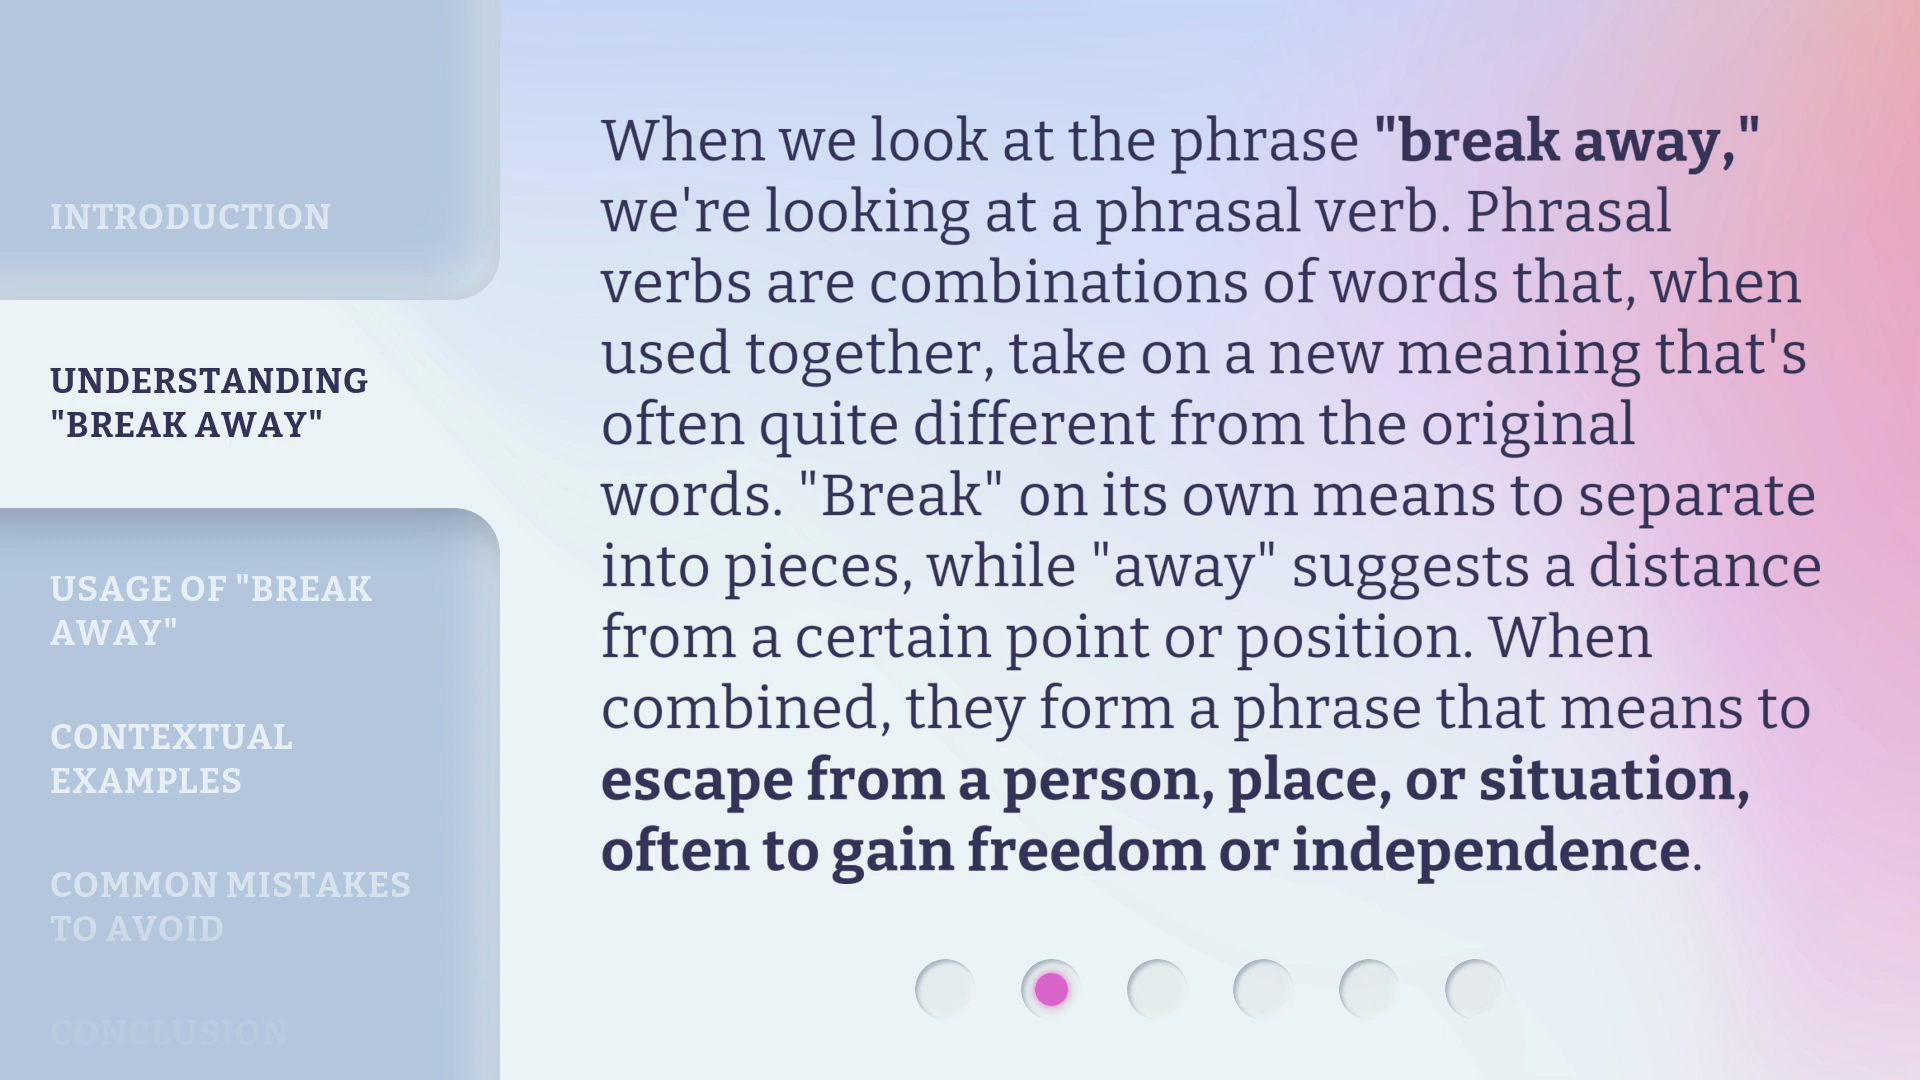 INTRODUCTION
UNDERSTANDING
"BREAK AWAY"
USAGE OF "BREAK
AWAY"
CONTEXTUAL
EXAMPLES
COMMON MISTAKES
TO AVOID
CONCLUSION
When we look at the phrase "break away,"
we're looking at a phrasal verb. Phrasal
verbs are combinations of words that, when
used together, take on a new meaning that's
often quite different from the original
words. "Break" on its own means to separate
into pieces, while "away" suggests a distance
from a certain point or position. When
combined, they form a phrase that means to
escape from a person, place, or situation,
often to gain freedom or independence.